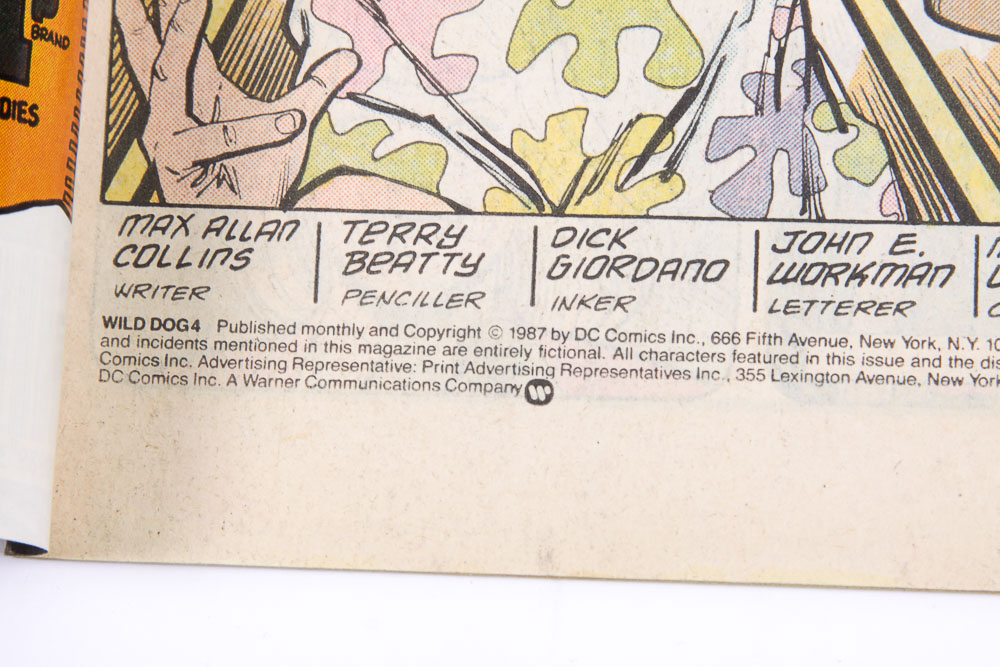 BRAND
DIES
MAX ALLAN
COLLINS
WRITER
TERRY
BEATTY
PENCILLER
DICK
GIORDANO
INKER
JOHN E.
WORKMAN
LETTERER
WILD DOG4 Published monthly and Copyright © 1987 by DC Comics Inc., 666 Fifth Avenue, New York, N.Y. 10
and incidents mentioned in this magazine are entirely fictional. All characters featured in this issue and the dis
Comics Inc. Advertising Representative: Print Advertising Representatives Inc., 355 Lexington Avenue, New York
DC Comics Inc. A Warner Communications Company